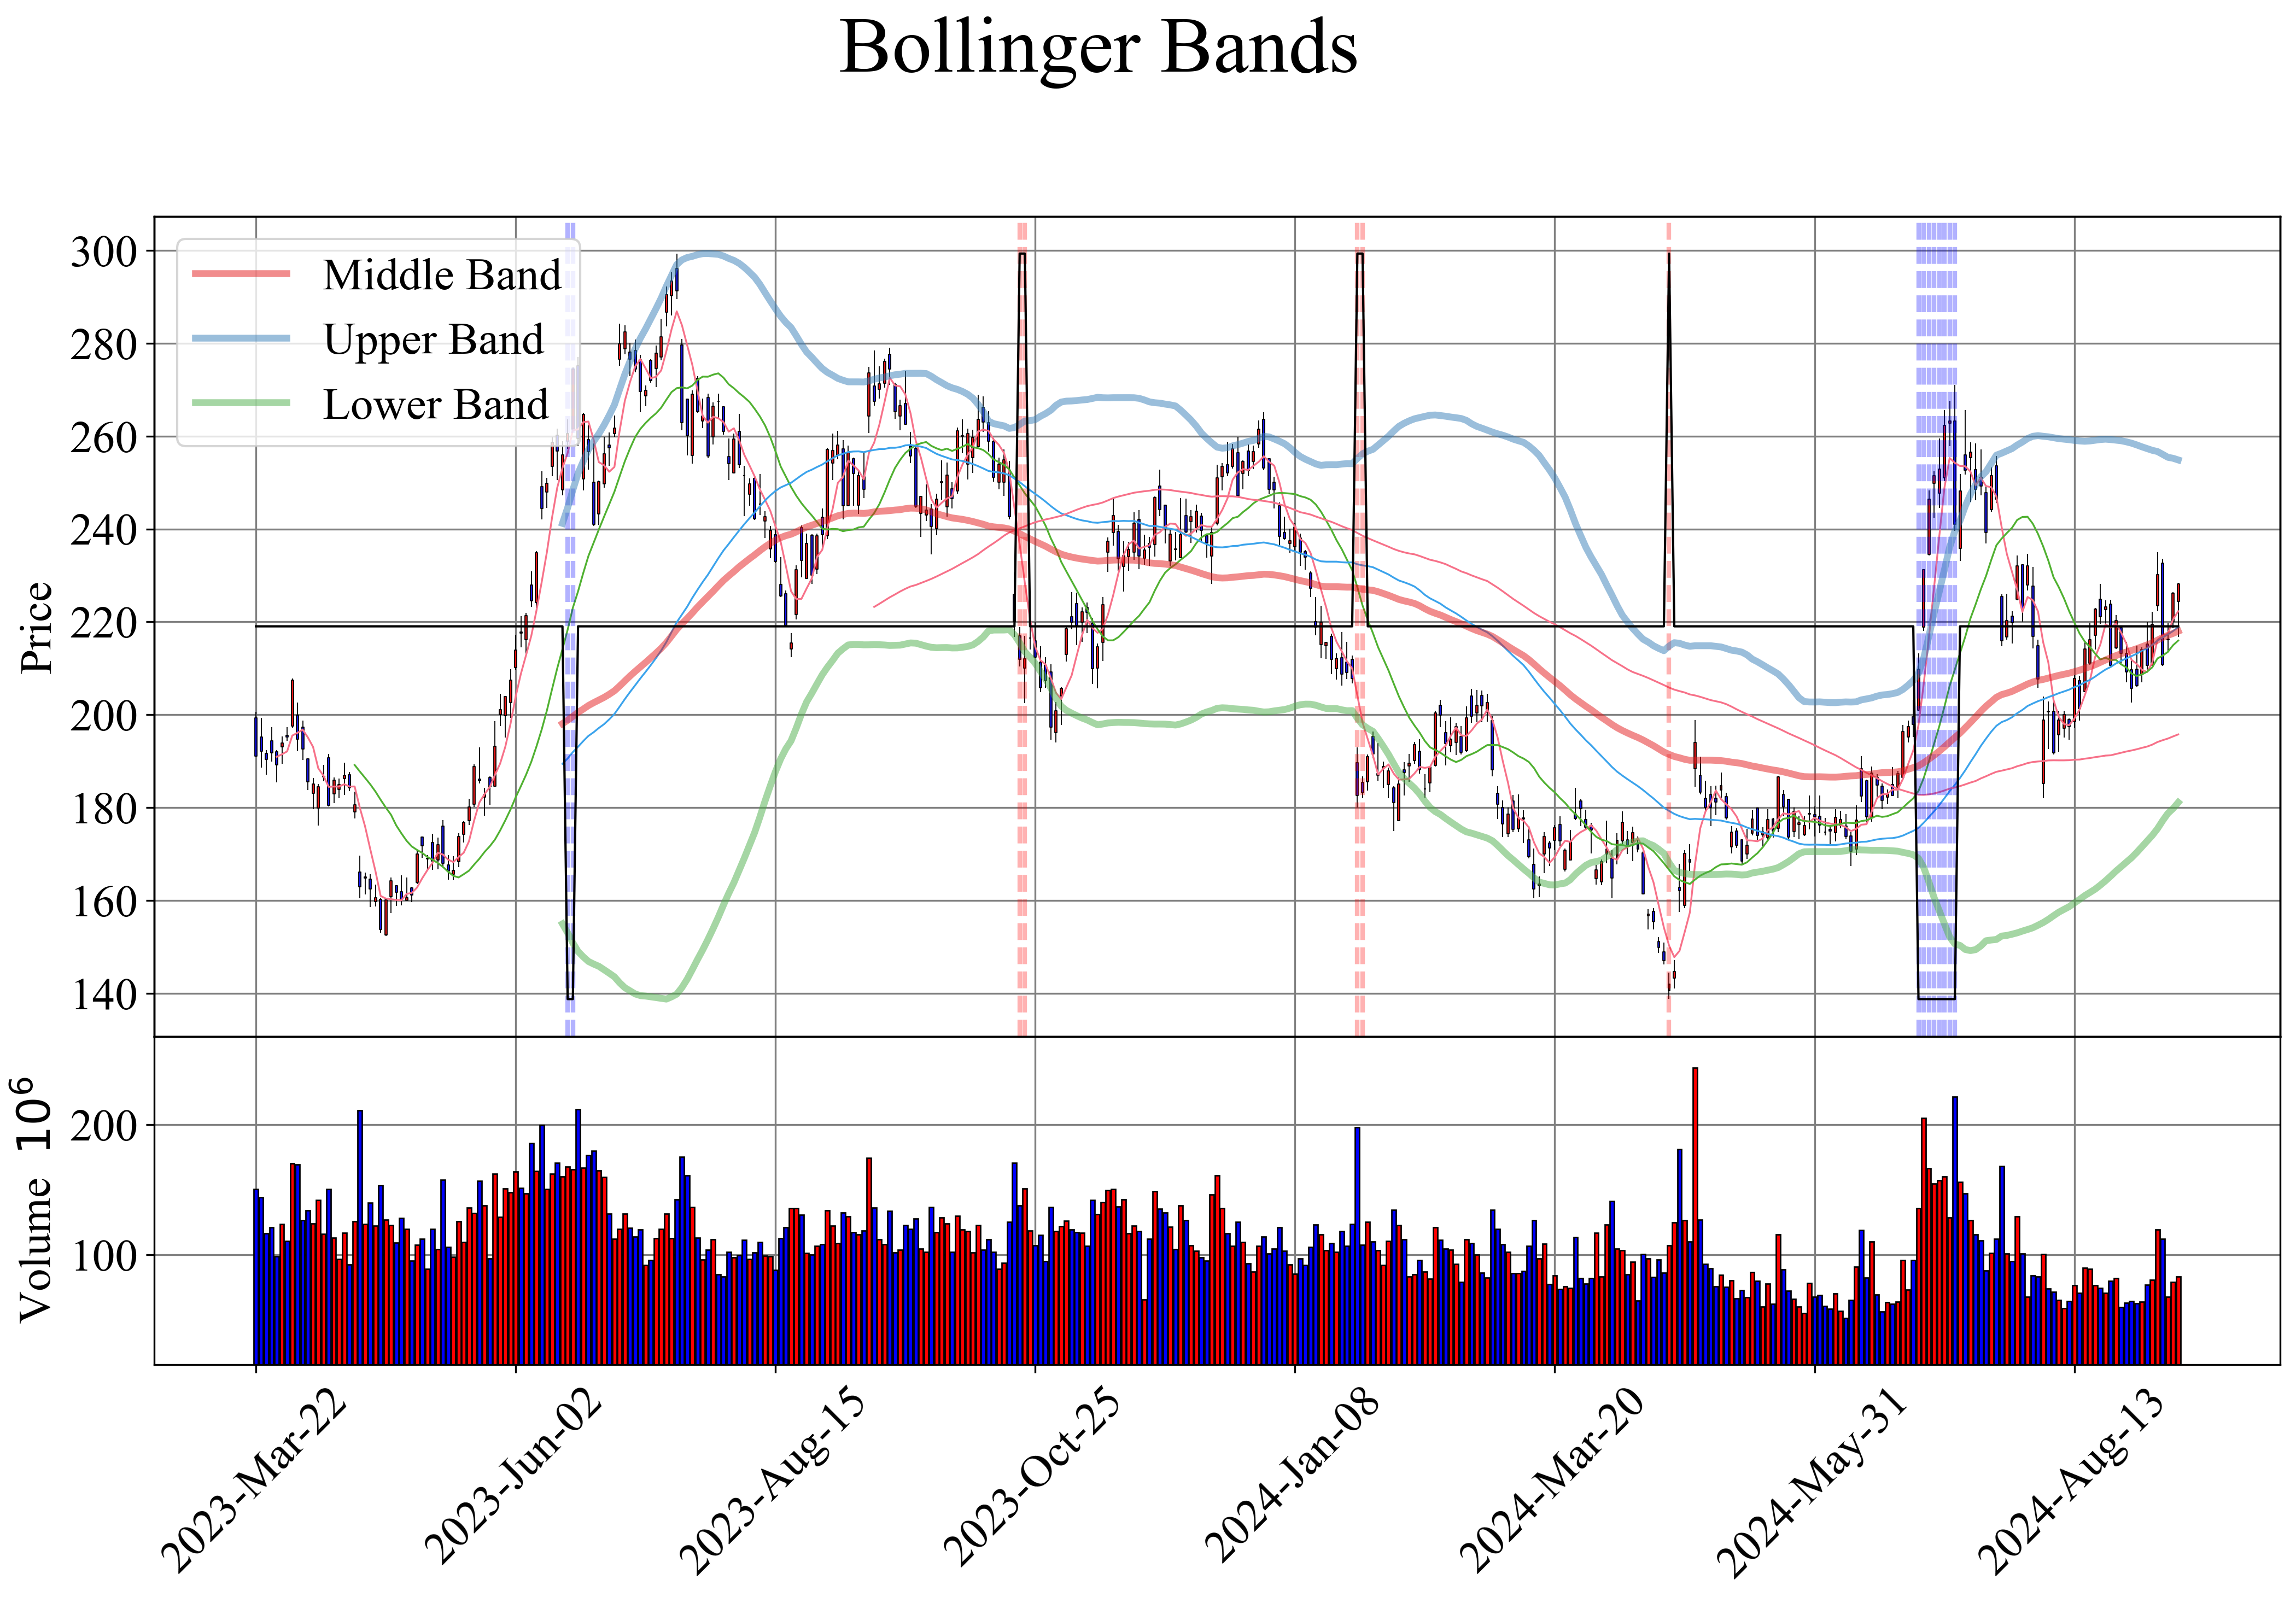 Bollinger Bands
Middle Band
Upper Band
Lower Band
Price
300
280
260
240
220
200
180
160
140
Volume 10⁶
200
100
2023-Mar-22
2023-Jun-02
2023-Aug-15
2023-Oct-25
2024-Jan-08
2024-Mar-20
2024-May-31
2024-Aug-13